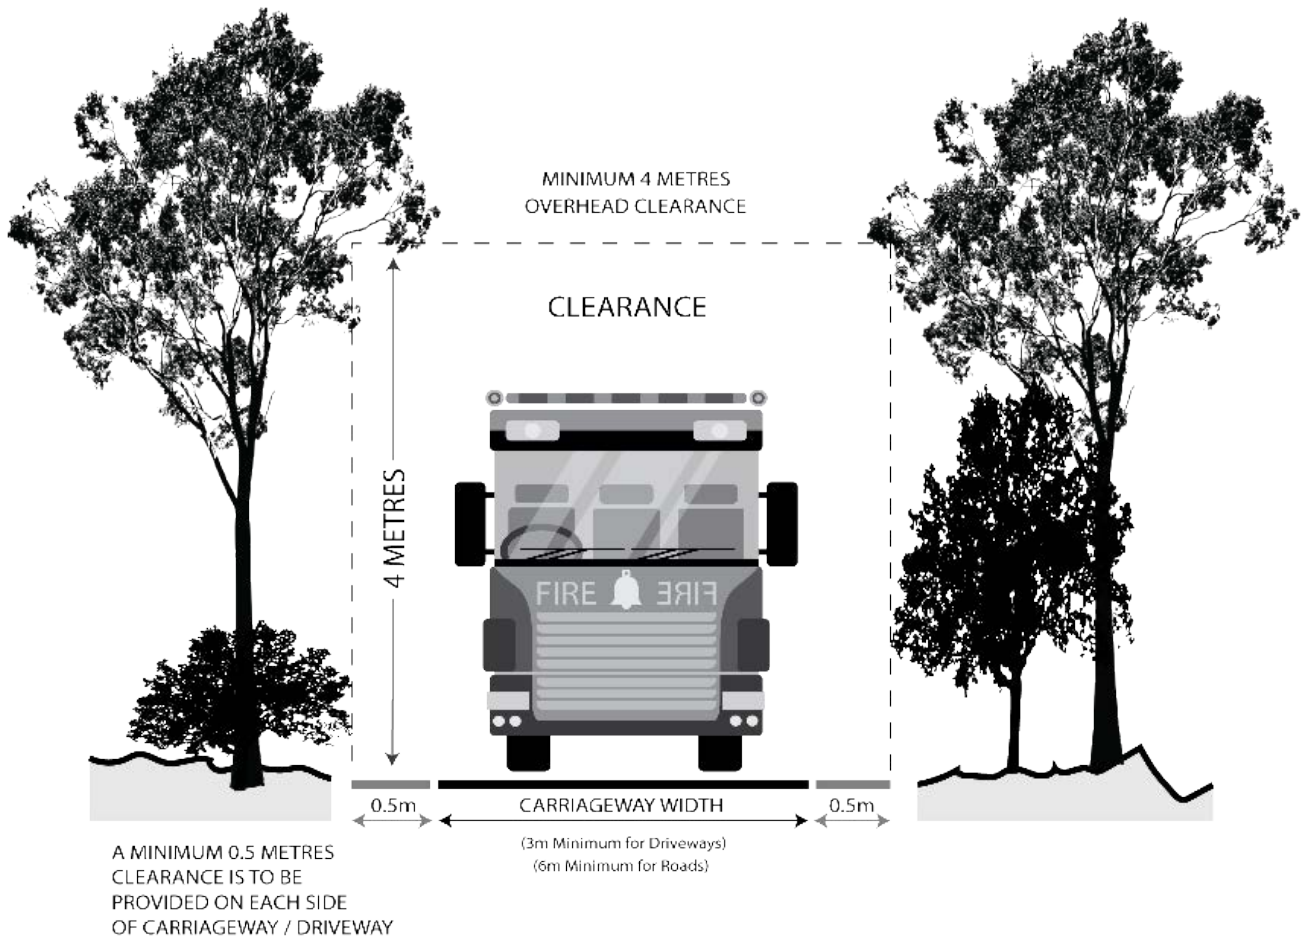 MINIMUM 4 METRES
OVERHEAD CLEARANCE
CLEARANCE
4 METRES
FIRE FIRE
0.5m
CARRIAGEWAY WIDTH
0.5m
(3m Minimum for Driveways)
(6m Minimum for Roads)
A MINIMUM 0.5 METRES
CLEARANCE IS TO BE
PROVIDED ON EACH SIDE
OF CARRIAGEWAY / DRIVEWAY